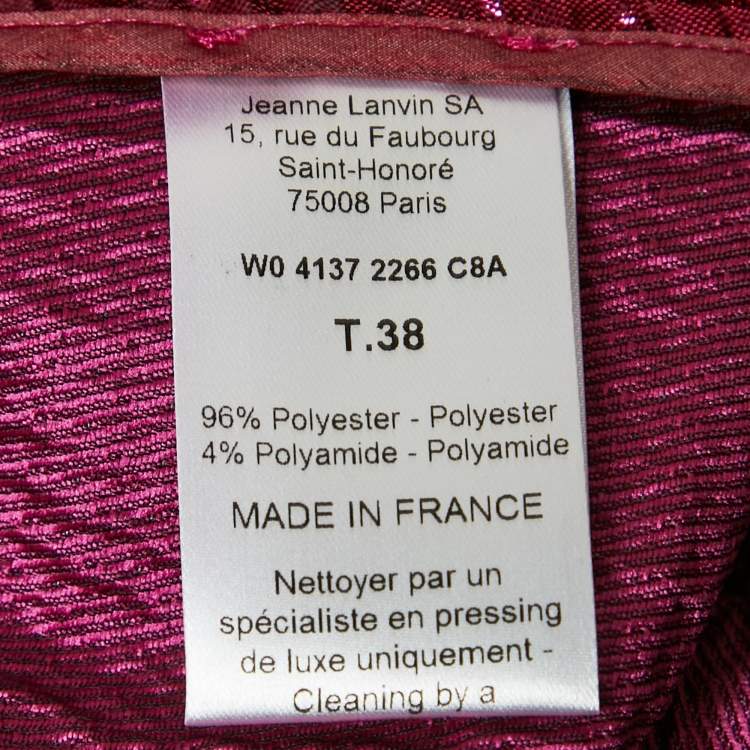 Jeanne Lanvin SA
15, rue du Faubourg
Saint-Honoré
75008 Paris
W0 4137 2266 C8A
T.38
96% Polyester - Polyester
4% Polyamide - Polyamide
MADE IN FRANCE
Nettoyer par un
spécialiste en pressing
de luxe uniquement -
Cleaning by a